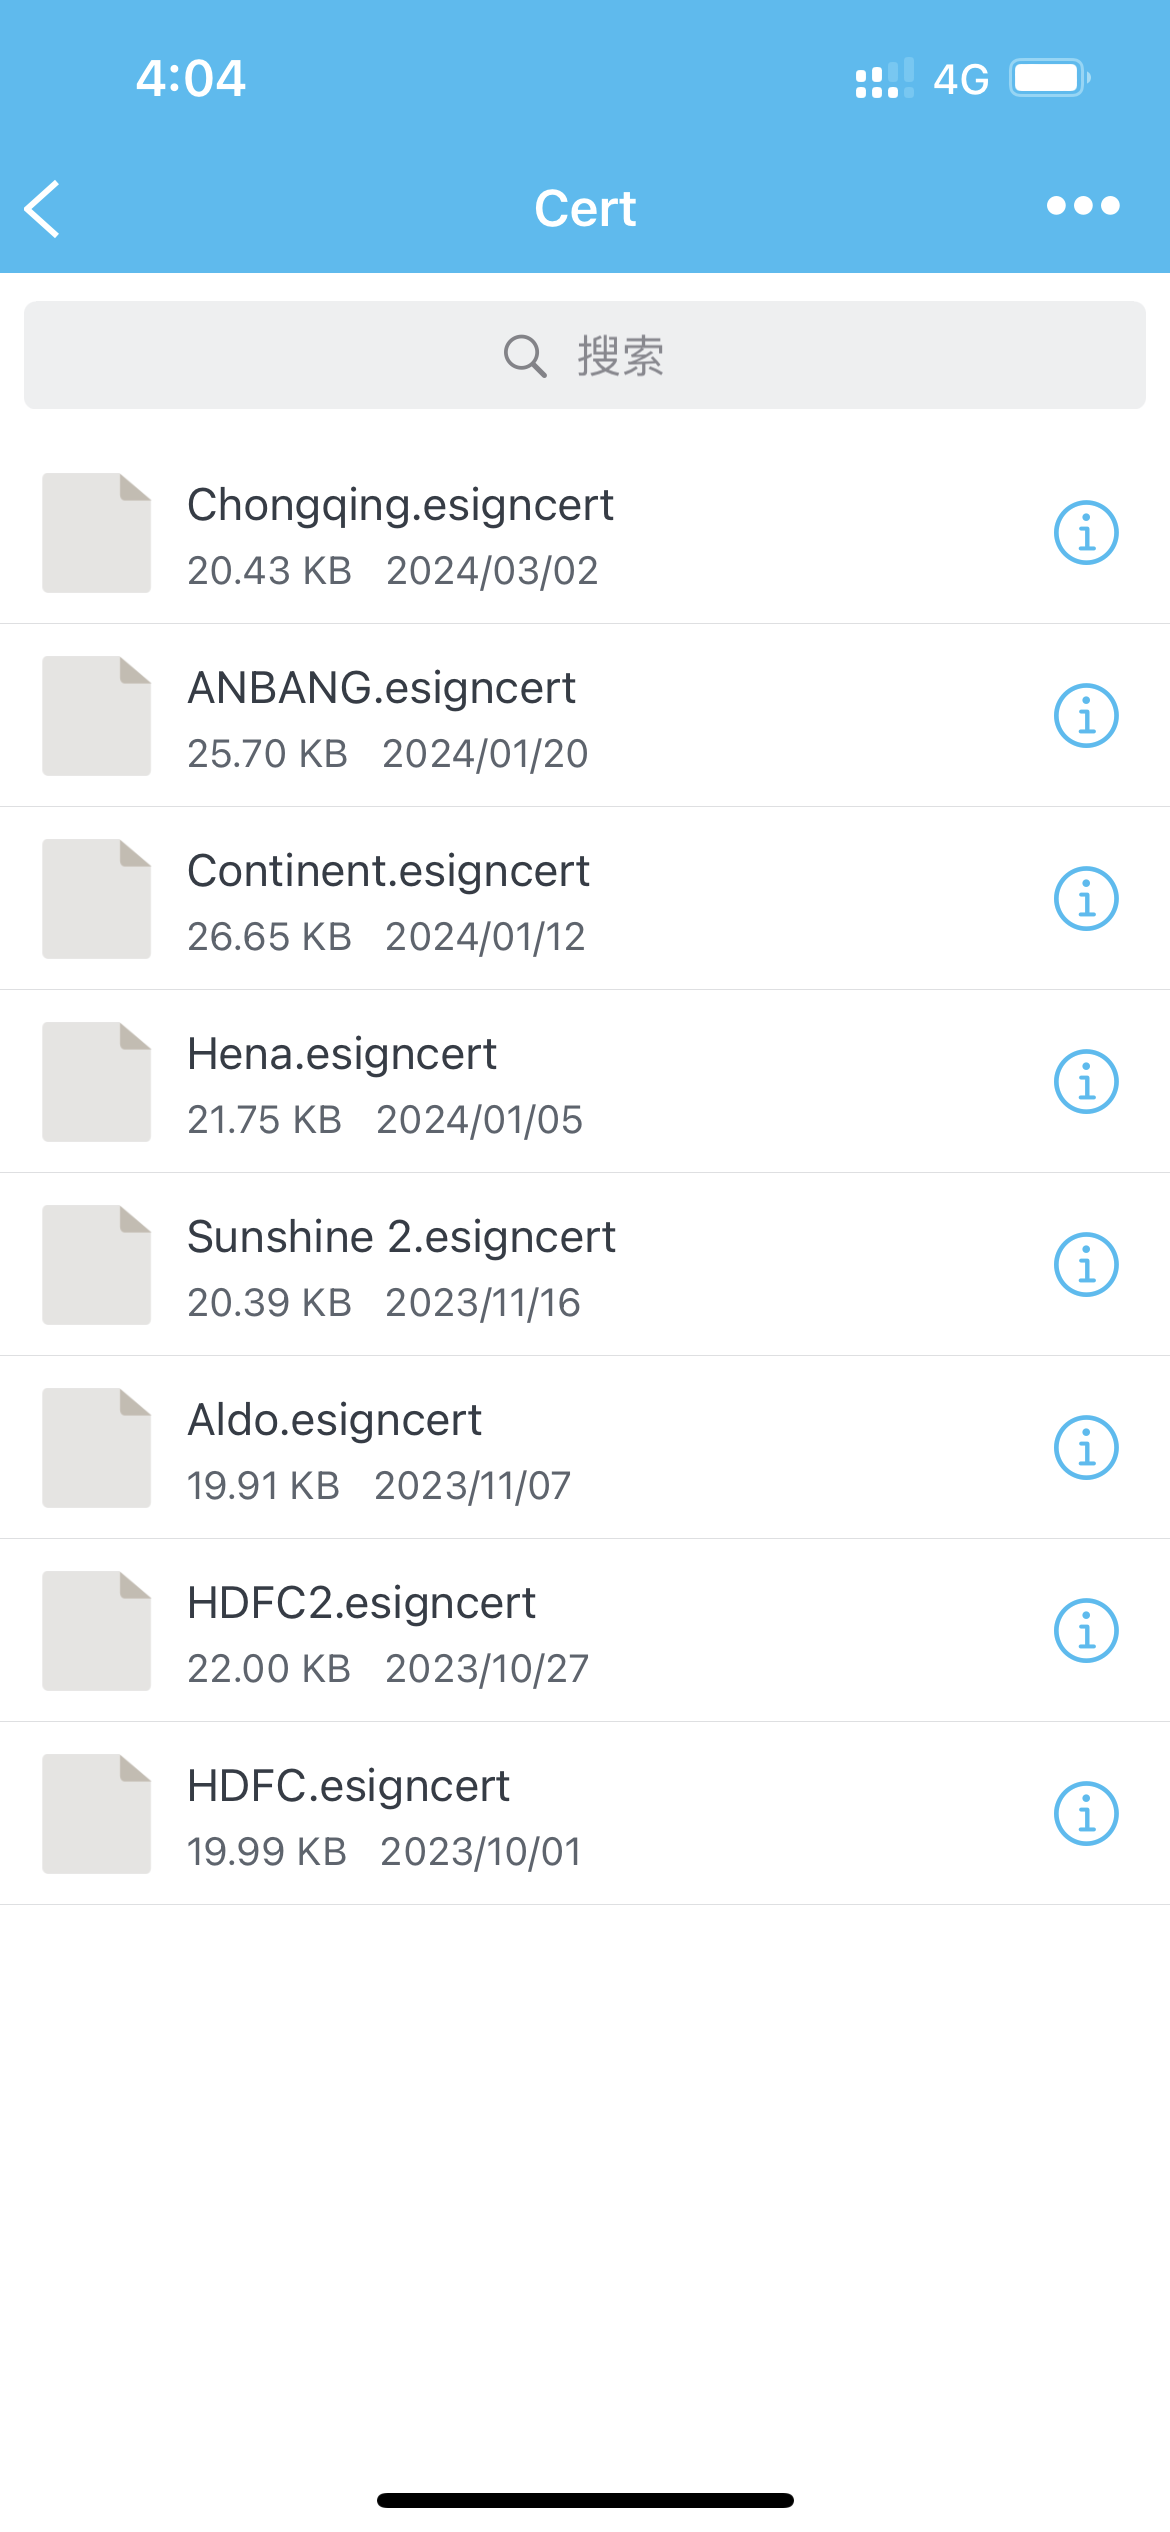 4:04
4G
Cert
搜索
Chongqing.esigncert
20.43 KB 2024/03/02
ANBANG.esigncert
25.70 KB 2024/01/20
Continent.esigncert
26.65 KB 2024/01/12
Hena.esigncert
21.75 KB 2024/01/05
Sunshine 2.esigncert
20.39 KB 2023/11/16
Aldo.esigncert
19.91 KB 2023/11/07
HDFC2.esigncert
22.00 KB 2023/10/27
HDFC.esigncert
19.99 KB 2023/10/01